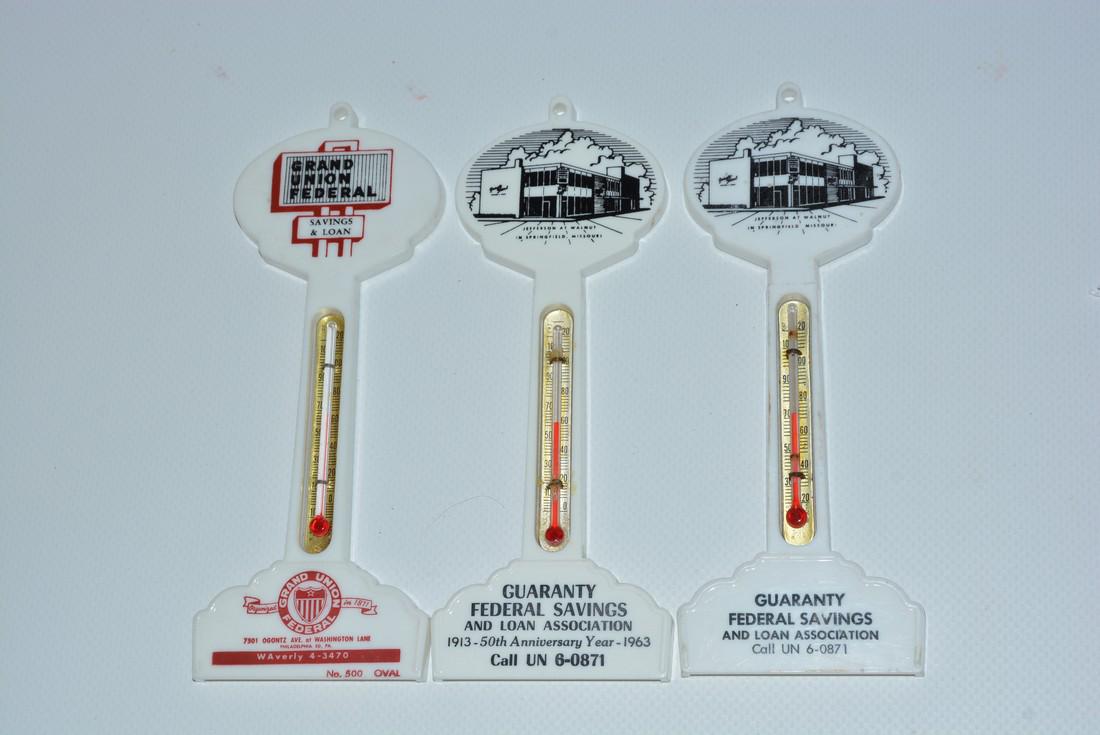 GRAND
UNION
FEDERAL
SAVINGS
& LOAN
GRAND UNION
FEDERAL
Organized in 1871
7301 OGONTZ AVE. at WASHINGTON LANE
PHILADELPHIA 50, PA.
WAverly 4-3470
No. 500 OVAL
JEFFERSON AT WALNUT
IN SPRINGFIELD, MISSOURI
GUARANTY
FEDERAL SAVINGS
AND LOAN ASSOCIATION
1913 - 50th Anniversary Year - 1963
Call UN 6-0871
JEFFERSON AT WALNUT
IN SPRINGFIELD, MISSOURI
GUARANTY
FEDERAL SAVINGS
AND LOAN ASSOCIATION
Call UN 6-0871